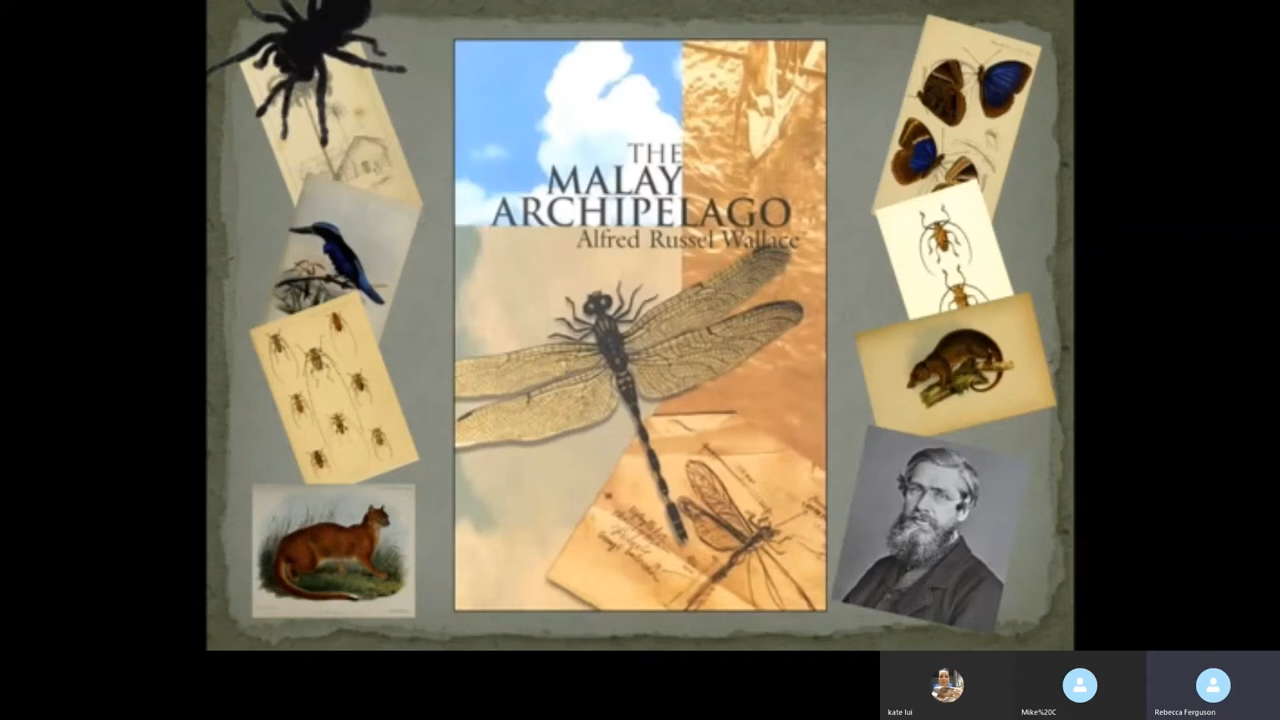 THE
MALAY
ARCHIPELAGO
Alfred Russel Wallace
kate lui
Mike%20C
Rebecca Ferguson